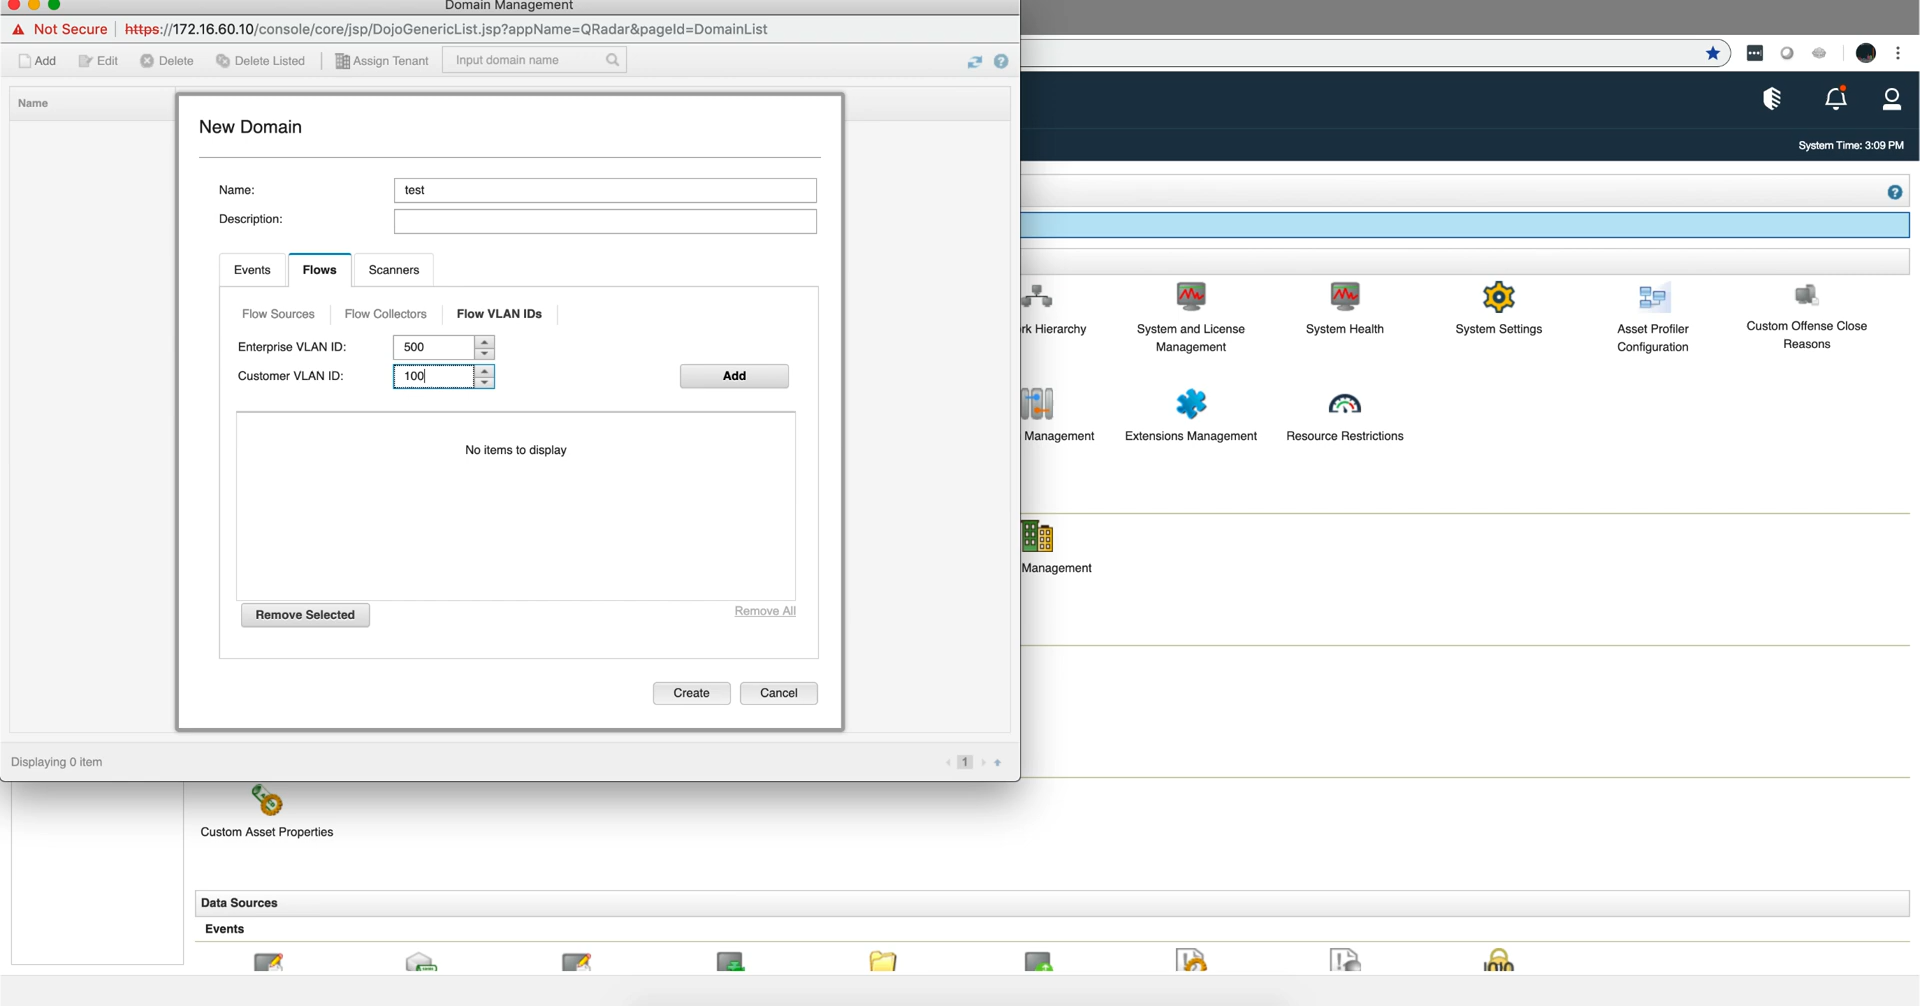 Domain Management
Not Secure https://172.16.60.10/console/core/jsp/DojoGenericList.jsp?appName=QRadar&pageId=DomainList
Add Edit Delete Delete Listed Assign Tenant Input domain name
Name
New Domain
Name: test
Description:
Events Flows Scanners
Flow Sources Flow Collectors Flow VLAN IDs
Enterprise VLAN ID: 500
Customer VLAN ID: 100
Add
No items to display
Remove Selected
Remove All
Create Cancel
Displaying 0 item
1
System Time: 3:09 PM
rk Hierarchy
System and License
Management
System Health
System Settings
Asset Profiler
Configuration
Custom Offense Close
Reasons
Management
Extensions Management
Resource Restrictions
Management
Custom Asset Properties
Data Sources
Events